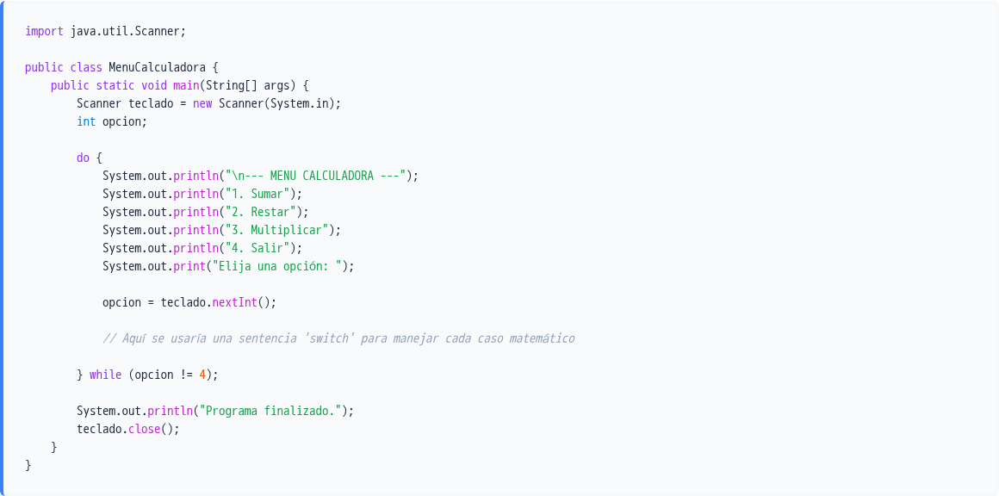 import java.util.Scanner;

public class MenuCalculadora {
    public static void main(String[] args) {
        Scanner teclado = new Scanner(System.in);
        int opcion;

        do {
            System.out.println("\n--- MENU CALCULADORA ---");
            System.out.println("1. Sumar");
            System.out.println("2. Restar");
            System.out.println("3. Multiplicar");
            System.out.println("4. Salir");
            System.out.print("Elija una opción: ");

            opcion = teclado.nextInt();

            // Aquí se usaría una sentencia 'switch' para manejar cada caso matemático

        } while (opcion != 4);

        System.out.println("Programa finalizado.");
        teclado.close();
    }
}